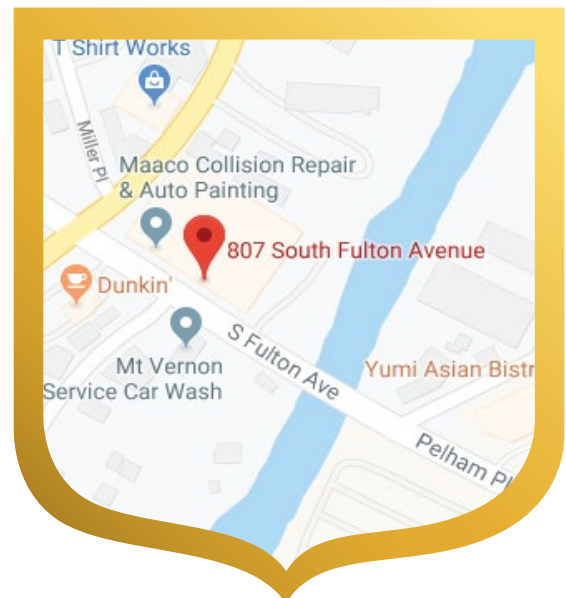 T Shirt Works
Miller Pl
Maaco Collision Repair
& Auto Painting
807 South Fulton Avenue
Dunkin'
S Fulton Ave
Mt Vernon
Service Car Wash
Yumi Asian Bistr
Pelham Pl